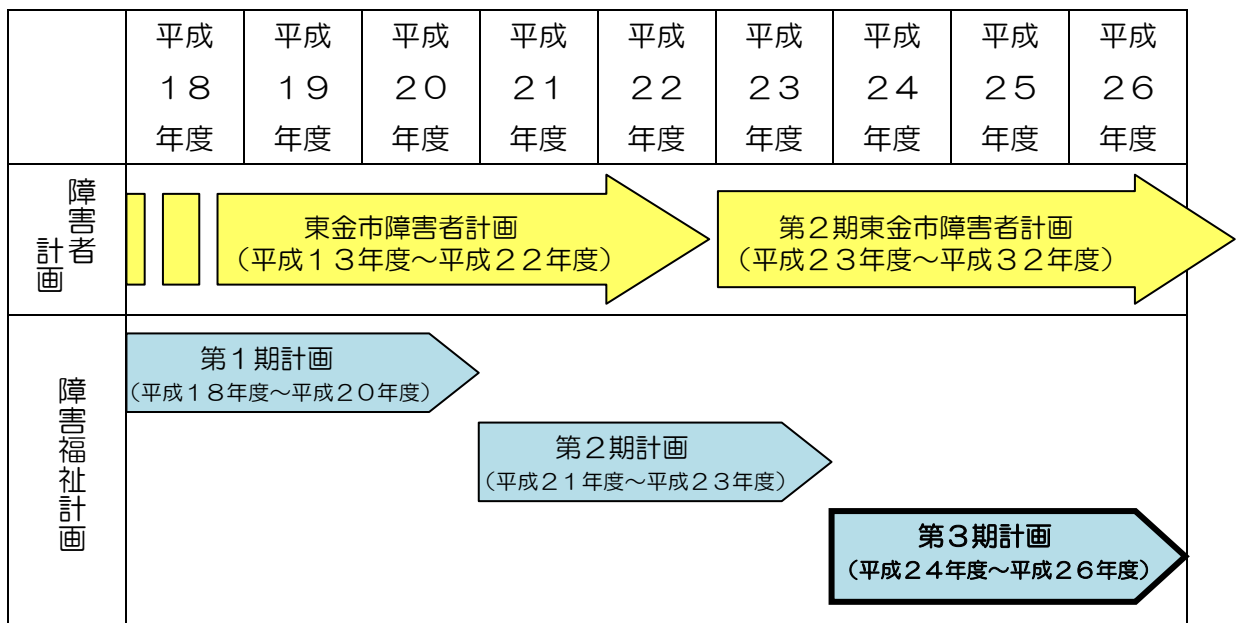 平成 平成 平成 平成 平成 平成 平成 平成 平成
１８ １９ ２０ ２１ ２２ ２３ ２４ ２５ ２６
年度 年度 年度 年度 年度 年度 年度 年度 年度
障害者
計画
東金市障害者計画
（平成１３年度～平成２２年度）
第２期東金市障害者計画
（平成２３年度～平成３２年度）
障害福祉計画
第１期計画
（平成１８年度～平成２０年度）
第２期計画
（平成２１年度～平成２３年度）
第３期計画
（平成２４年度～平成２６年度）